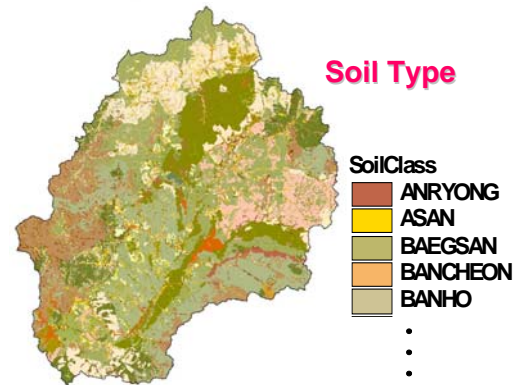 Soil Type
SoilClass
ANRYONG
ASAN
BAEGSAN
BANCHEON
BANHO